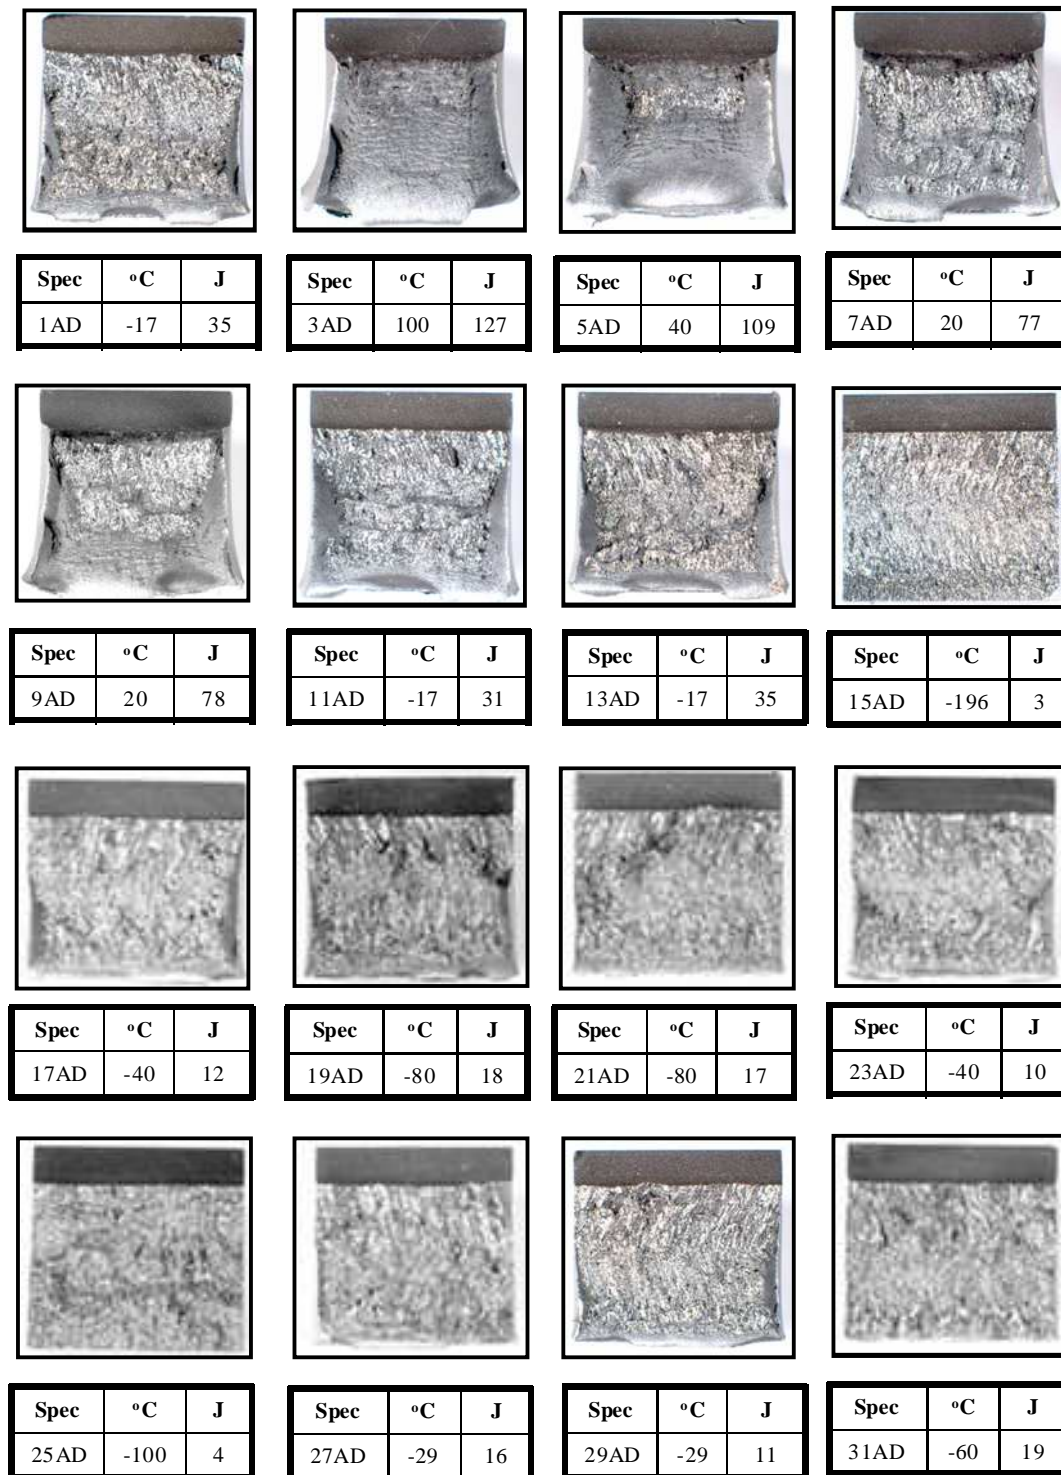 Spec °C J Spec °C J Spec °C J Spec °C J
1AD -17 35 3AD 100 127 5AD 40 109 7AD 20 77
Spec °C J Spec °C J Spec °C J Spec °C J
9AD 20 78 11AD -17 31 13AD -17 35 15AD -196 3
Spec °C J Spec °C J Spec °C J Spec °C J
17AD -40 12 19AD -80 18 21AD -80 17 23AD -40 10
Spec °C J Spec °C J Spec °C J Spec °C J
25AD -100 4 27AD -29 16 29AD -29 11 31AD -60 19